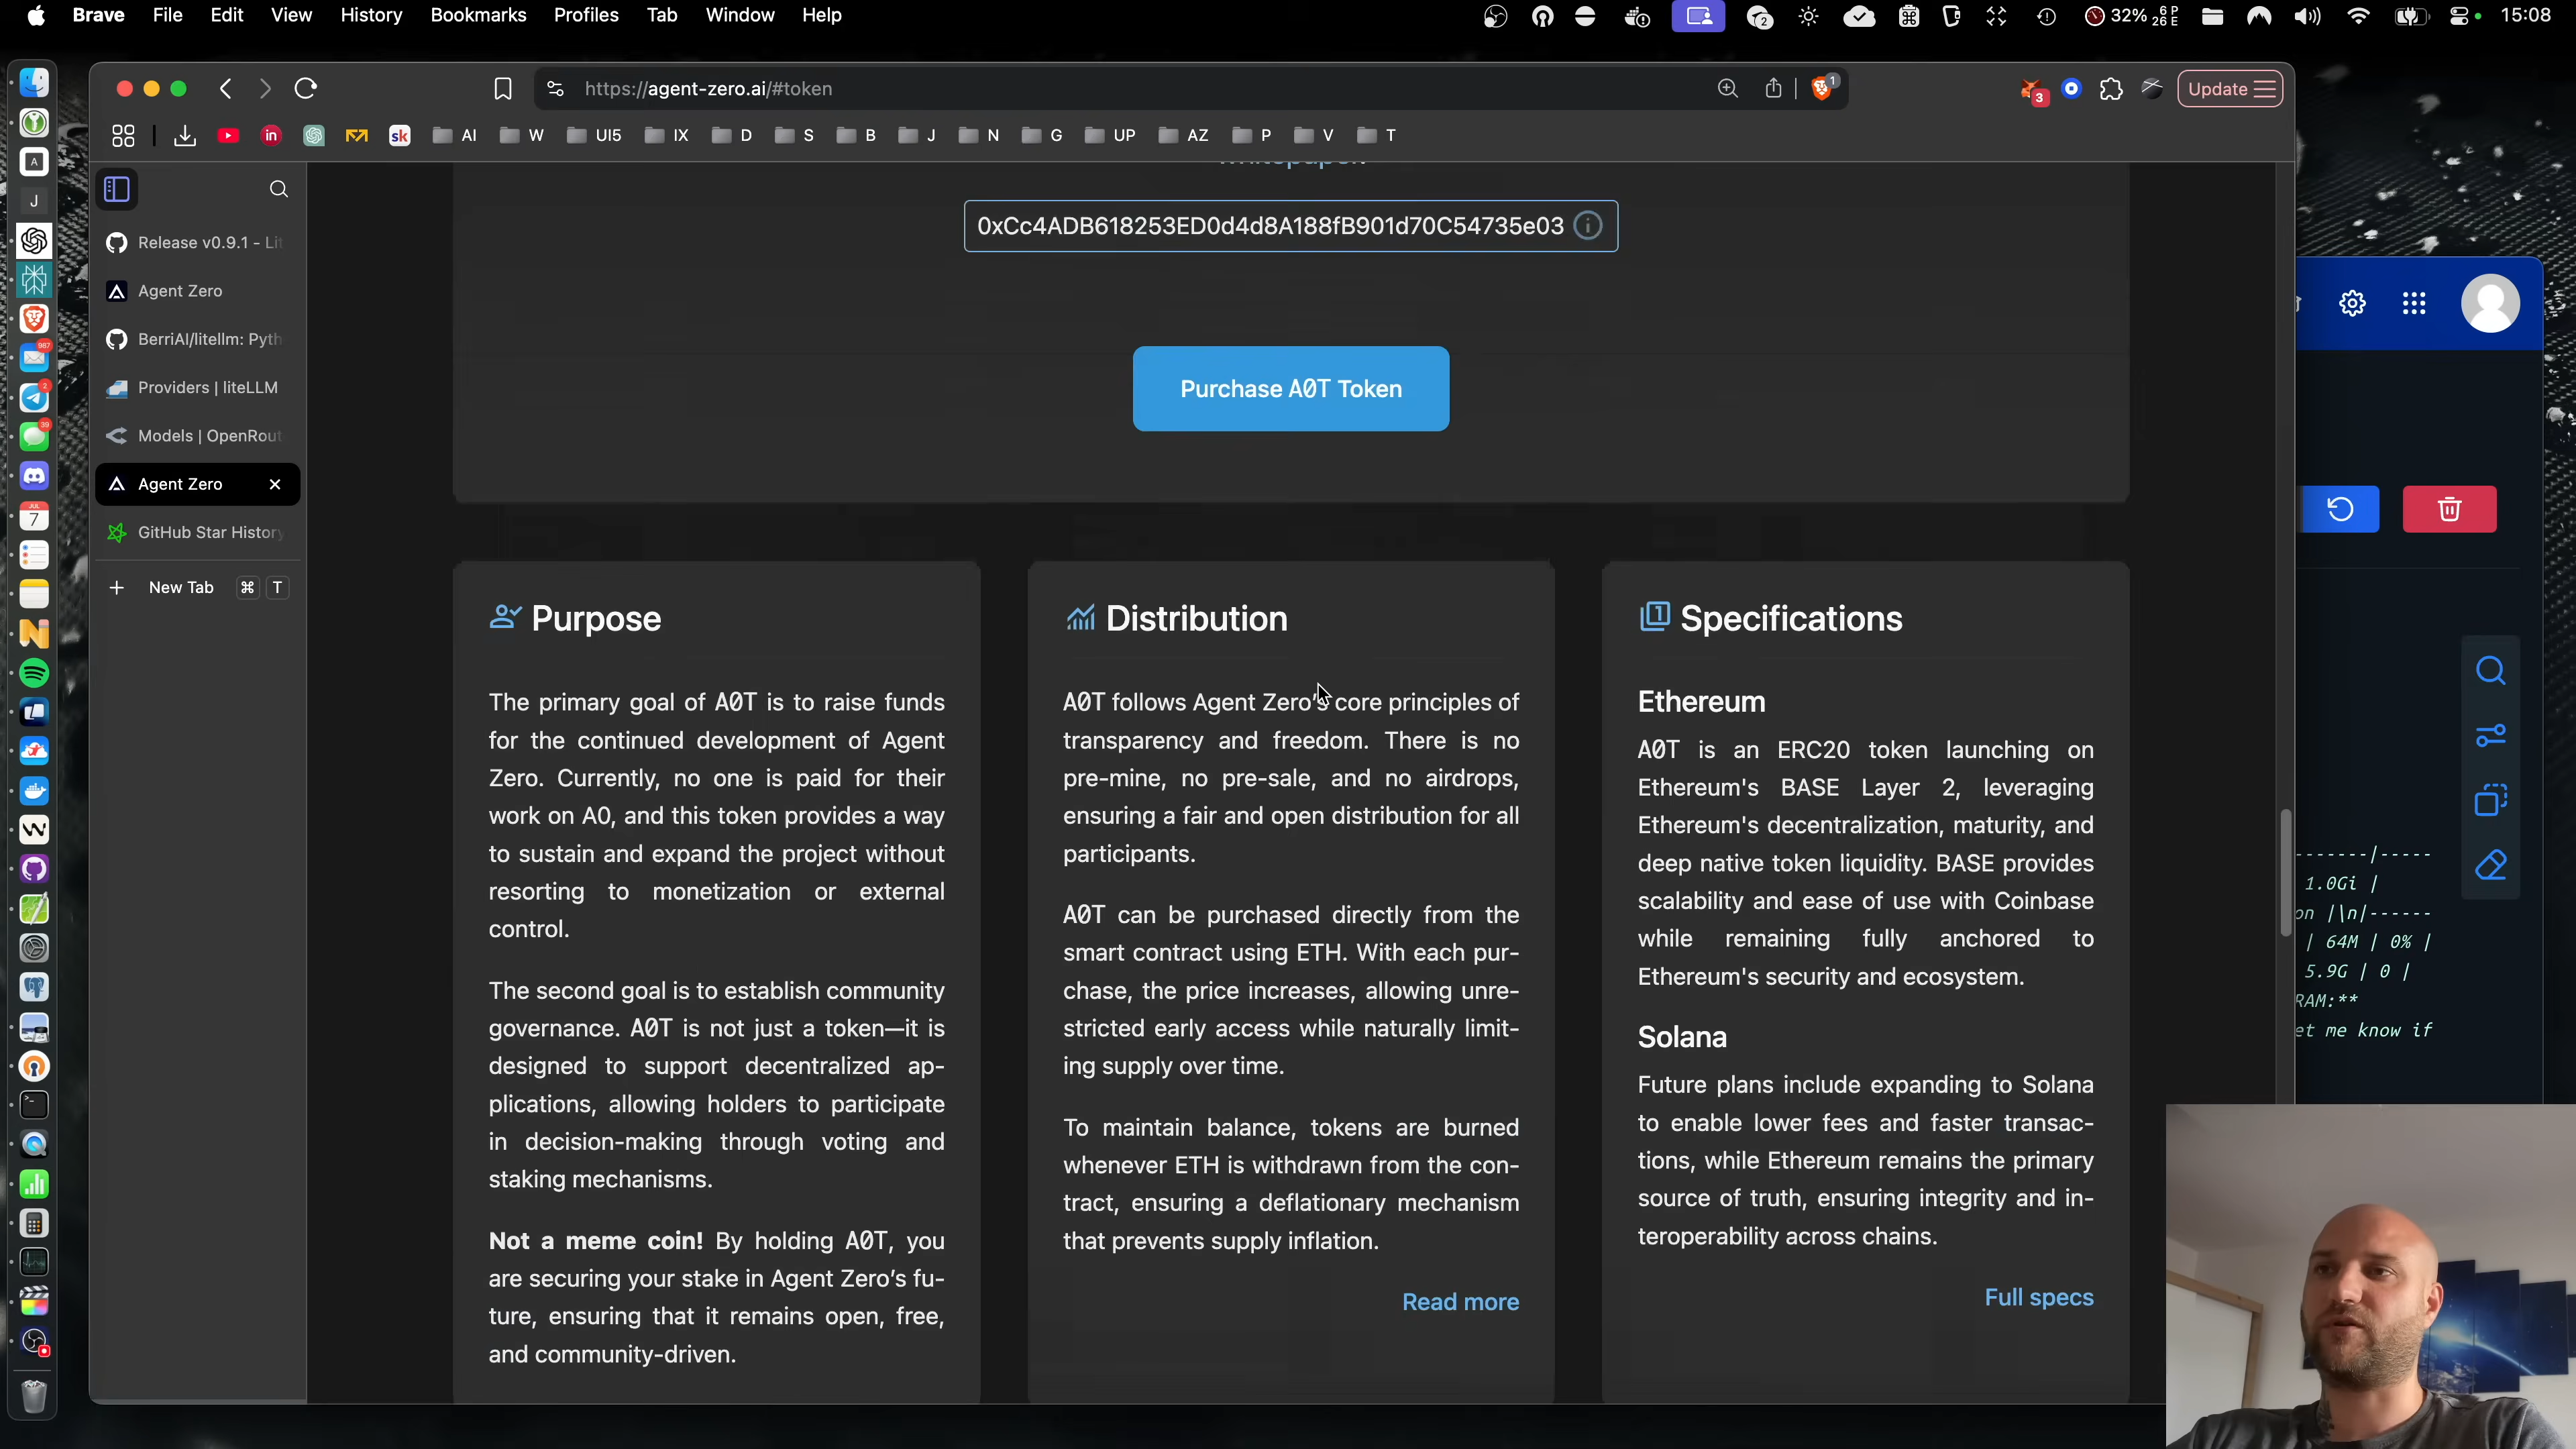 Brave File Edit View History Bookmarks Profiles Tab Window Help
2
32% 6P
26E
15:08
https://agent-zero.ai/#token
1
3
Update
in
sk
AI
W
UI5
IX
D
S
B
J
N
G
UP
AZ
P
V
T
Release v0.9.1 - Lit
Agent Zero
BerriAI/litellm: Pyth
Providers | liteLLM
Models | OpenRout
Agent Zero
GitHub Star History
New Tab ⌘ T
A
J
987
2
39
JUL
7
whitepaper.
0xCc4ADB618253ED0d4d8A188fB901d70C54735e03
Purchase A0T Token
Purpose
The primary goal of A0T is to raise funds
for the continued development of Agent
Zero. Currently, no one is paid for their
work on A0, and this token provides a way
to sustain and expand the project without
resorting to monetization or external
control.
The second goal is to establish community
governance. A0T is not just a token—it is
designed to support decentralized ap-
plications, allowing holders to participate
in decision-making through voting and
staking mechanisms.
Not a meme coin! By holding A0T, you
are securing your stake in Agent Zero's fu-
ture, ensuring that it remains open, free,
and community-driven.
Distribution
A0T follows Agent Zero's core principles of
transparency and freedom. There is no
pre-mine, no pre-sale, and no airdrops,
ensuring a fair and open distribution for all
participants.
A0T can be purchased directly from the
smart contract using ETH. With each pur-
chase, the price increases, allowing unre-
stricted early access while naturally limit-
ing supply over time.
To maintain balance, tokens are burned
whenever ETH is withdrawn from the con-
tract, ensuring a deflationary mechanism
that prevents supply inflation.
Read more
Specifications
Ethereum
A0T is an ERC20 token launching on
Ethereum's BASE Layer 2, leveraging
Ethereum's decentralization, maturity, and
deep native token liquidity. BASE provides
scalability and ease of use with Coinbase
while remaining fully anchored to
Ethereum's security and ecosystem.
Solana
Future plans include expanding to Solana
to enable lower fees and faster transac-
tions, while Ethereum remains the primary
source of truth, ensuring integrity and in-
teroperability across chains.
Full specs
-------|-----
1.0Gi |
on |\n|------
| 64M | 0% |
5.9G | 0 |
RAM:**
et me know if